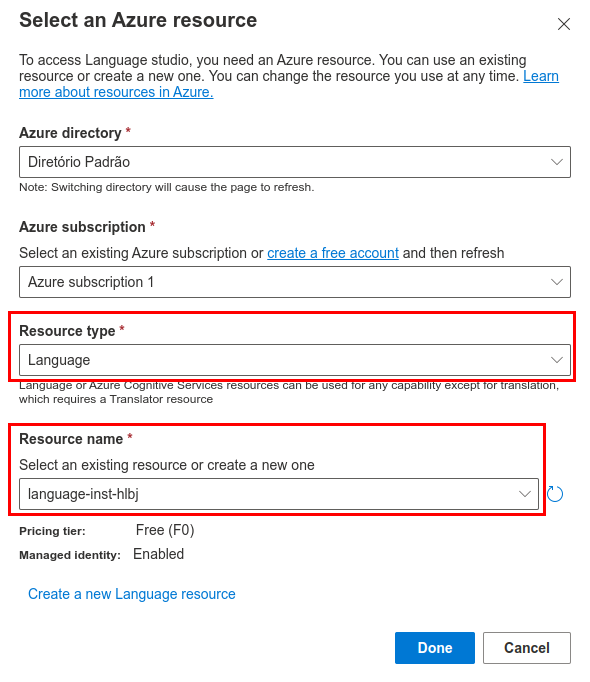 Select an Azure resource
To access Language studio, you need an Azure resource. You can use an existing
resource or create a new one. You can change the resource you use at any time. Learn
more about resources in Azure.
Azure directory *
Diretório Padrão
Note: Switching directory will cause the page to refresh.
Azure subscription *
Select an existing Azure subscription or create a free account and then refresh
Azure subscription 1
Resource type *
Language
Language or Azure Cognitive Services resources can be used for any capability except for translation,
which requires a Translator resource
Resource name *
Select an existing resource or create a new one
language-inst-hlbj
Pricing tier: Free (F0)
Managed identity: Enabled
Create a new Language resource
Done Cancel